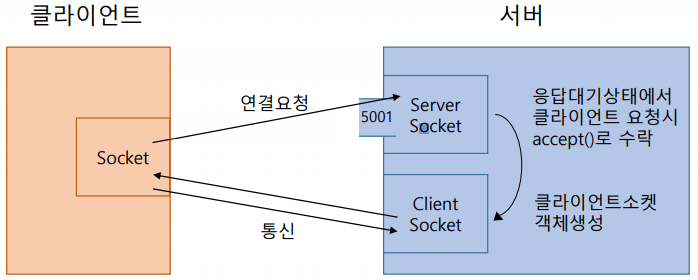 클라이언트
서버
연결요청
5001
Server
Socket
응답대기상태에서
클라이언트 요청시
accept()로 수락
Socket
Client
Socket
클라이언트소켓
객체생성
통신